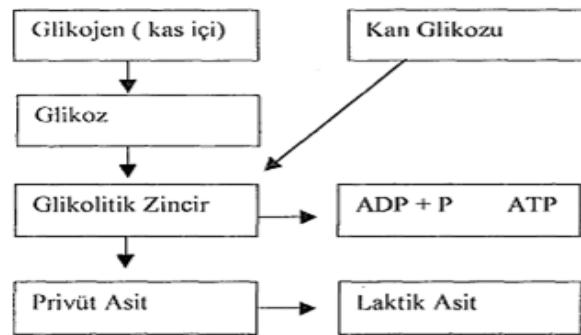 Glikojen ( kas içi)
Kan Glikozu
Glikoz
Glikolitik Zincir
ADP + P ATP
Privüt Asit
Laktik Asit